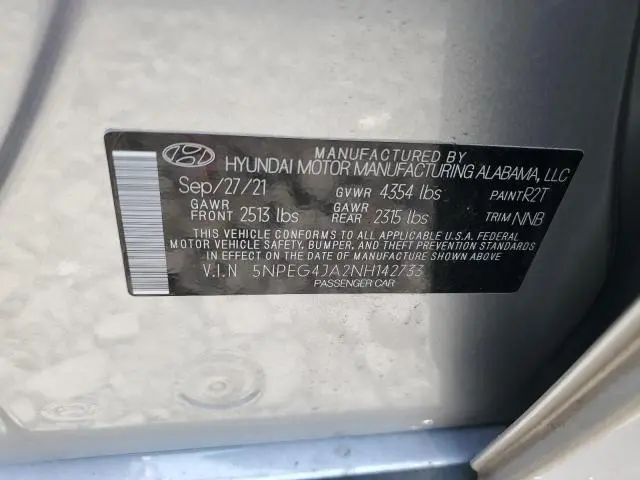 MANUFACTURED BY
HYUNDAI MOTOR MANUFACTURING ALABAMA, LLC
Sep/27/21 GVWR 4354 lbs PAINT R2T
GAWR FRONT 2513 lbs GAWR REAR 2315 lbs TRIM NNB
THIS VEHICLE CONFORMS TO ALL APPLICABLE U.S.A. FEDERAL
MOTOR VEHICLE SAFETY, BUMPER, AND THEFT PREVENTION STANDARDS
IN EFFECT ON THE DATE OF MANUFACTURE SHOWN ABOVE.
V.I.N 5NPEG4JA2NH142733
PASSENGER CAR